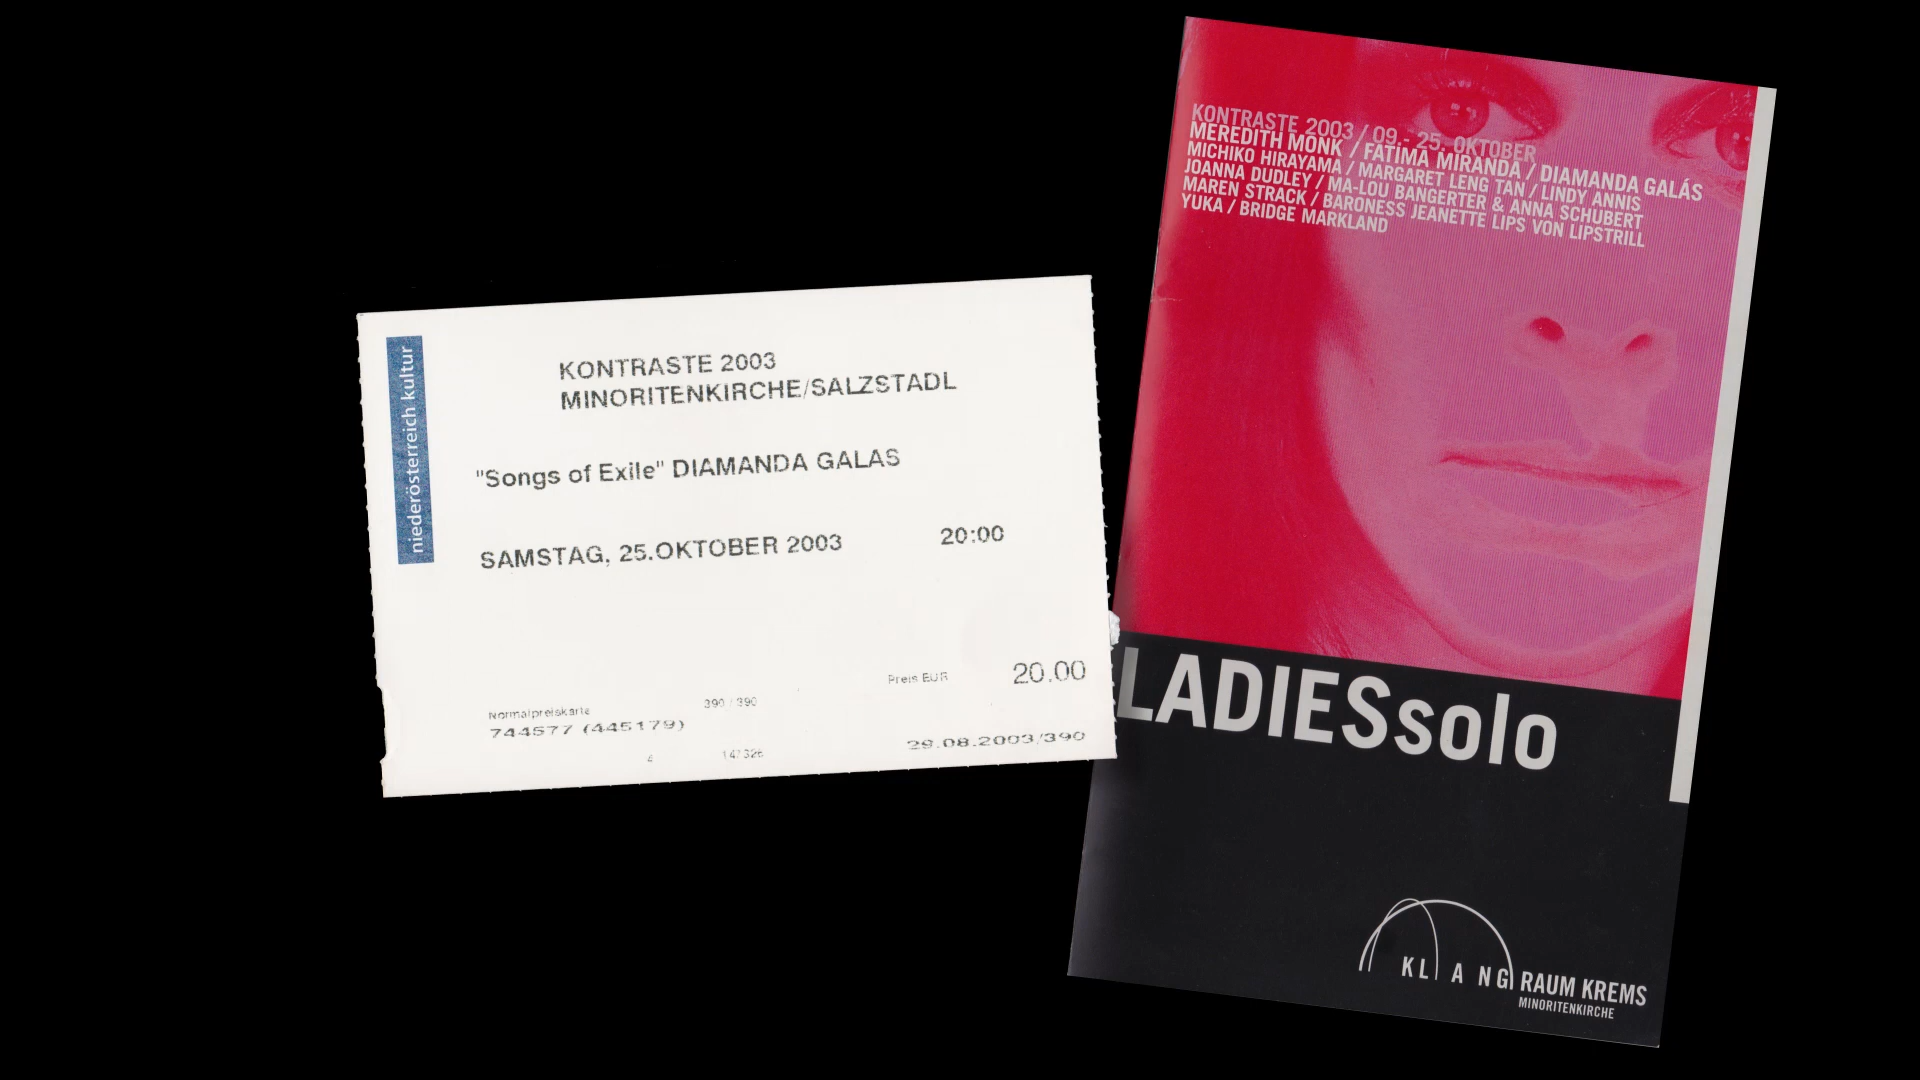 niederösterreich kultur
KONTRASTE 2003
MINORITENKIRCHE/SALZSTADL
"Songs of Exile" DIAMANDA GALAS
SAMSTAG, 25.OKTOBER 2003 20:00
Preis EUR 20.00
Normalpreiskarte 390 / 390
744577 (445179)
29.08.2003/390
4 147326
KONTRASTE 2003 / 09.- 25. OKTOBER
MEREDITH MONK / FATIMA MIRANDA / DIAMANDA GALÁS
MICHIKO HIRAYAMA / MARGARET LENG TAN / LINDY ANNIS
JOANNA DUDLEY / MA-LOU BANGERTER & ANNA SCHUBERT
MAREN STRACK / BARONESS JEANETTE LIPS VON LIPSTRILL
YUKA / BRIDGE MARKLAND
LADIESsolo
KLANGRAUM KREMS
MINORITENKIRCHE